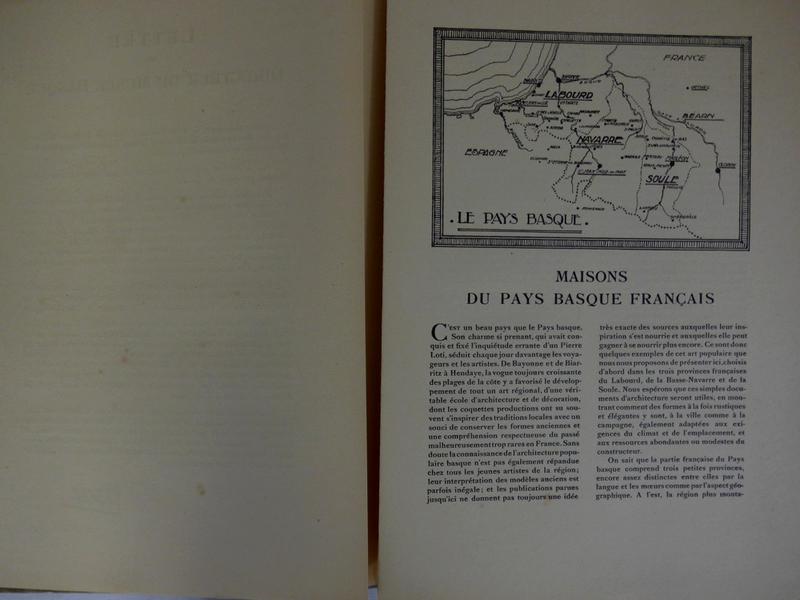 LETTRE
FRANCE
LABOURD
BEARN
ESPAGNE
NAVARRE
SOULE
. LE PAYS BASQUE .
MAISONS
DU PAYS BASQUE FRANÇAIS
C'EST un beau pays que le Pays basque.
Son charme si prenant, qui avait con-
quis et fixé l'inquiétude errante d'un Pierre
Loti, séduit chaque jour davantage les voya-
geurs et les artistes. De Bayonne et de Biar-
ritz à Hendaye, la vogue toujours croissante
des plages de la côte y a favorisé le dévelop-
pement de tout un art régional, d'une véri-
table école d'architecture et de décoration,
dont les coquettes productions ont su sou-
vent s'inspirer des traditions locales avec un
souci de conserver les formes anciennes et
une compréhension respectueuse du passé
malheureusement trop rares en France. Sans
doute la connaissance de l'architecture popu-
laire basque n'est pas également répandue
chez tous les jeunes artistes de la région;
leur interprétation des modèles anciens est
parfois inégale; et les publications parues
jusqu'ici ne donnent pas toujours une idée
très exacte des sources auxquelles leur ins-
piration s'est nourrie et auxquelles elle peut
gagner à se nourrir plus encore. Ce sont donc
quelques exemples de cet art populaire que
nous nous proposons de présenter ici, choisis
d'abord dans les trois provinces françaises
du Labourd, de la Basse-Navarre et de la
Soule. Nous espérons que ces simples docu-
ments d'architecture seront utiles, en mon-
trant comment des formes à la fois rustiques
et élégantes y sont, à la ville comme à la
campagne, également adaptées aux exi-
gences du climat et de l'emplacement, et
aux ressources abondantes ou modestes du
constructeur.
On sait que la partie française du Pays
basque comprend trois petites provinces,
encore assez distinctes entre elles par la
langue et les mœurs comme par l'aspect géo-
graphique. A l'est, la région plus monta-